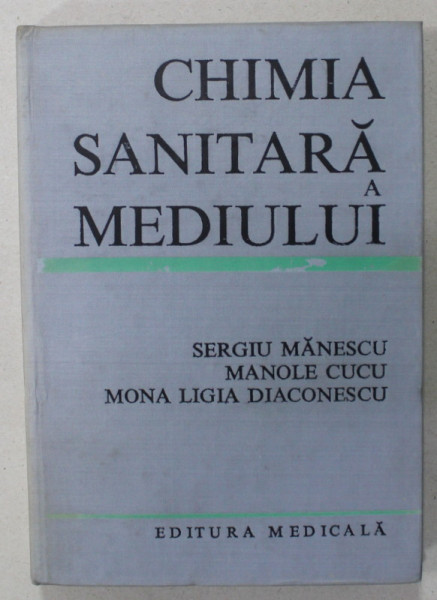 CHIMIA
SANITARĂ
A
MEDIULUI
SERGIU MĂNESCU
MANOLE CUCU
MONA LIGIA DIACONESCU
EDITURA MEDICALĂ